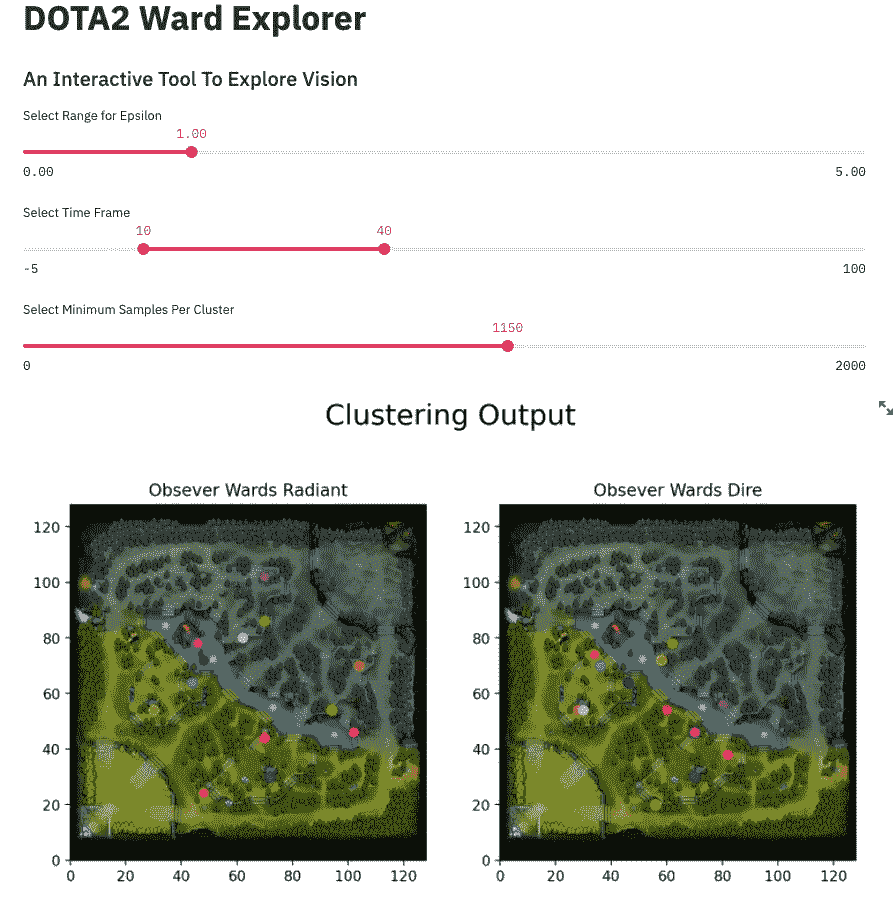 DOTA2 Ward Explorer
An Interactive Tool To Explore Vision
Select Range for Epsilon
1.00
0.00 5.00
Select Time Frame
10 40
-5 100
Select Minimum Samples Per Cluster
1150
0 2000
Clustering Output
Obsever Wards Radiant Obsever Wards Dire
120 120
100 100
80 80
60 60
40 40
20 20
0 0
0 20 40 60 80 100 120 0 20 40 60 80 100 120